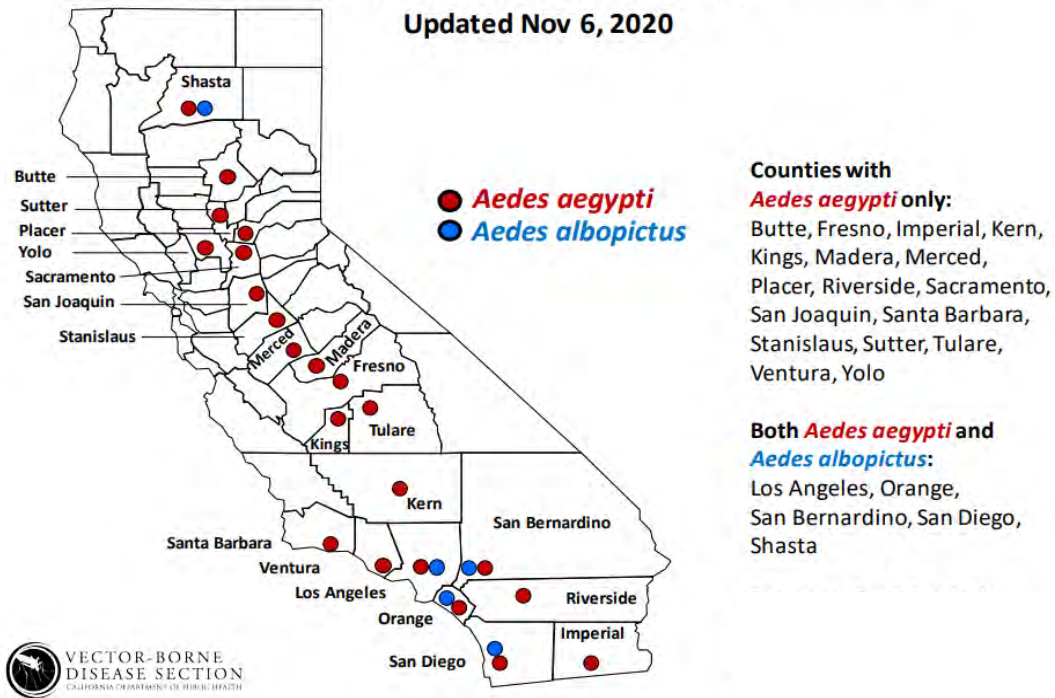 Updated Nov 6, 2020
Shasta
Butte
Sutter
Placer
Yolo
Sacramento
San Joaquin
Stanislaus
Merced
Madera
Fresno
Kings
Tulare
Kern
San Bernardino
Santa Barbara
Ventura
Los Angeles
Orange
Riverside
San Diego
Imperial
Aedes aegypti
Aedes albopictus
Counties with
Aedes aegypti only:
Butte, Fresno, Imperial, Kern,
Kings, Madera, Merced,
Placer, Riverside, Sacramento,
San Joaquin, Santa Barbara,
Stanislaus, Sutter, Tulare,
Ventura, Yolo
Both Aedes aegypti and
Aedes albopictus:
Los Angeles, Orange,
San Bernardino, San Diego,
Shasta
VECTOR-BORNE
DISEASE SECTION
CALIFORNIA DEPARTMENT OF PUBLIC HEALTH